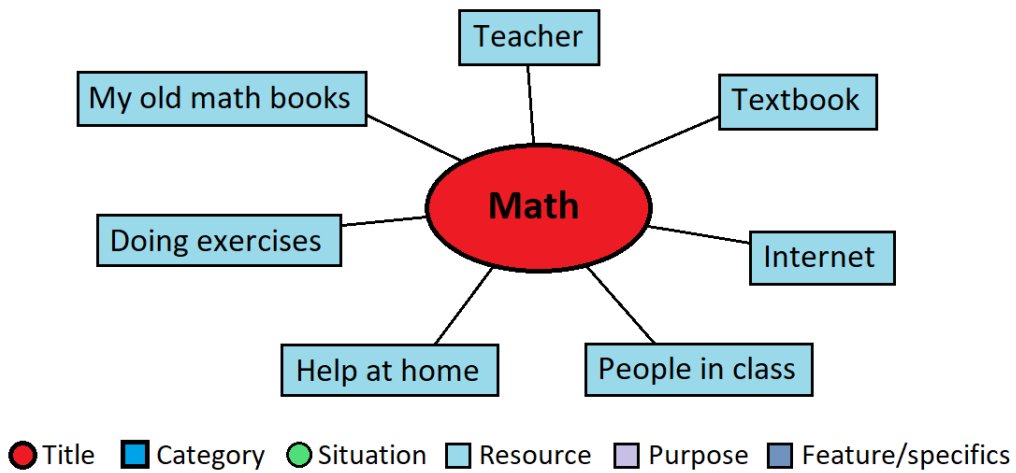 Teacher
My old math books
Textbook
Math
Doing exercises
Internet
Help at home
People in class
Title Category Situation Resource Purpose Feature/specifics